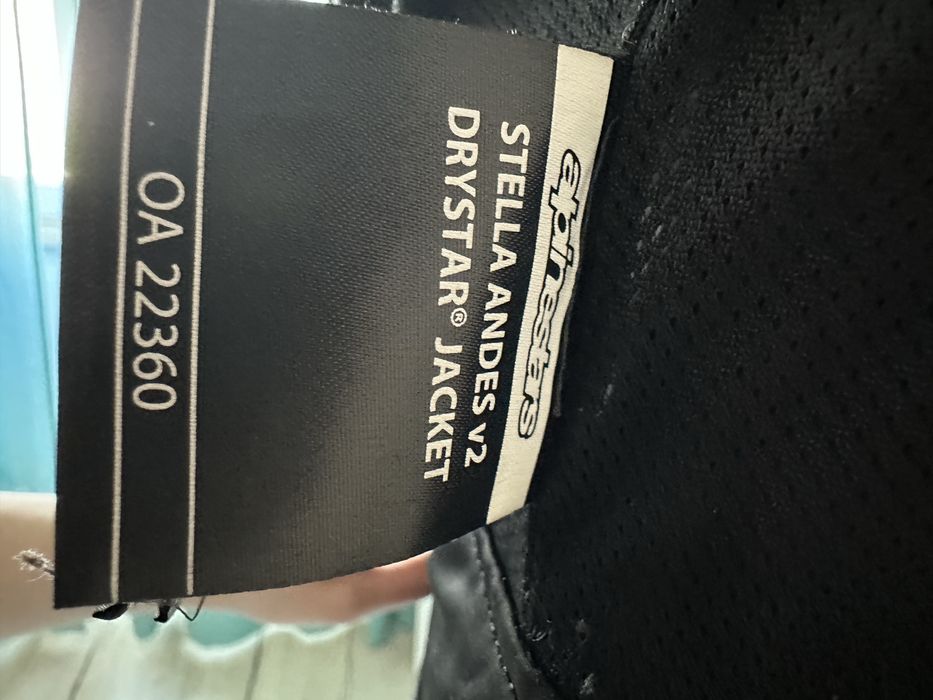 alpinestars
STELLA ANDES v2
DRYSTAR® JACKET
OA 22360